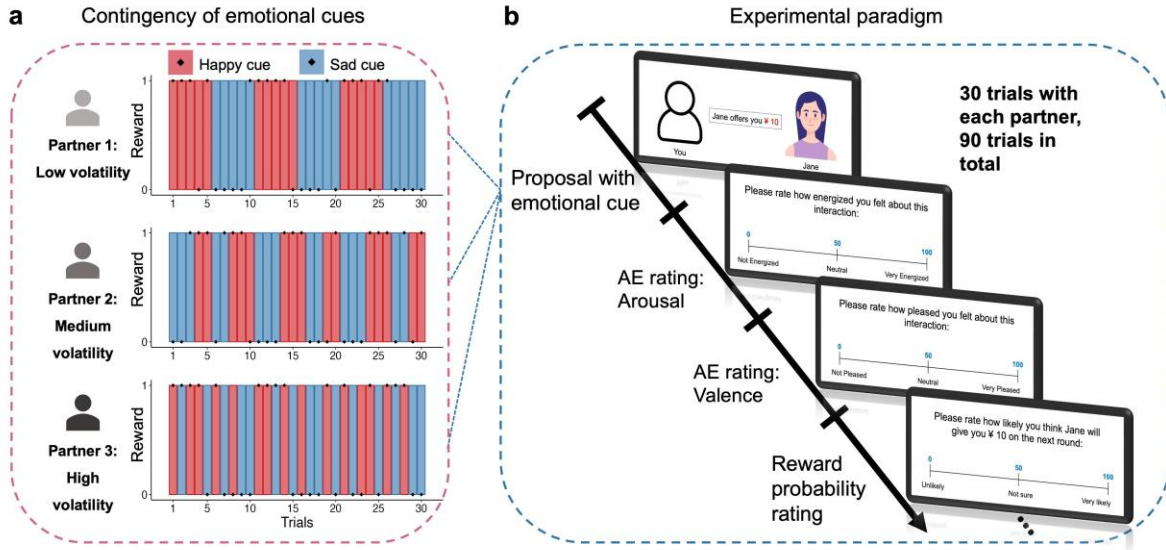 a
Contingency of emotional cues
Happy cue
Sad cue
Partner 1:
Low volatility
Reward
1
0
1
5
10
15
20
25
30
Partner 2:
Medium
volatility
Reward
1
0
1
5
10
15
20
25
30
Partner 3:
High
volatility
Reward
1
0
1
5
10
15
20
25
30
Trials
b
Experimental paradigm
30 trials with
each partner,
90 trials in
total
Proposal with
emotional cue
AE rating:
Arousal
AE rating:
Valence
Reward
probability
rating
Jane offers you ¥ 10
You
Jane
Please rate how energized you felt about this
interaction:
0
50
100
Not Energized
Neutral
Very Energized
Please rate how pleased you felt about this
interaction:
0
50
100
Not Pleased
Neutral
Very Pleased
Please rate how likely you think Jane will
give you ¥ 10 on the next round:
0
50
100
Unlikely
Not sure
Very likely